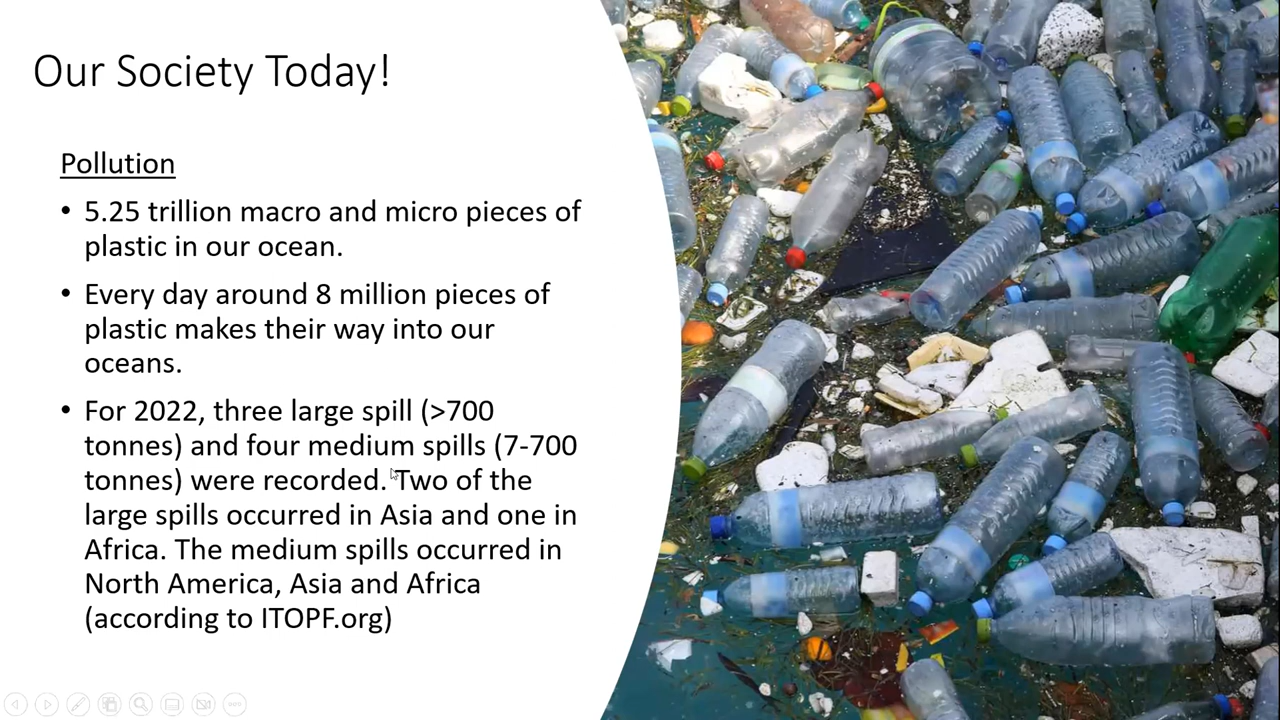 Our Society Today!
Pollution
• 5.25 trillion macro and micro pieces of
plastic in our ocean.
• Every day around 8 million pieces of
plastic makes their way into our
oceans.
• For 2022, three large spill (>700
tonnes) and four medium spills (7-700
tonnes) were recorded. Two of the
large spills occurred in Asia and one in
Africa. The medium spills occurred in
North America, Asia and Africa
(according to ITOPF.org)